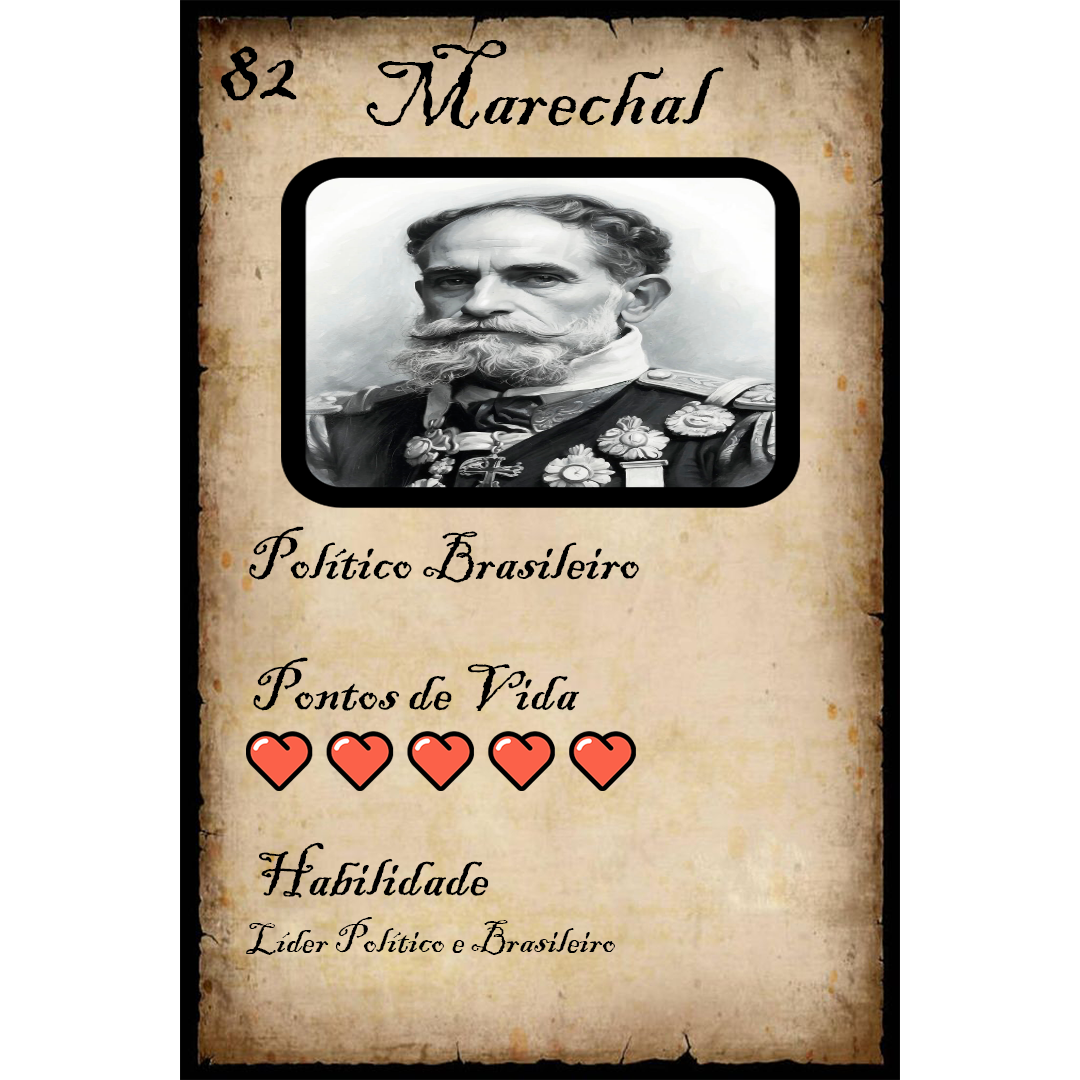 82
Marechal
Político Brasileiro
Pontos de Vida
Habilidade
Líder Político e Brasileiro